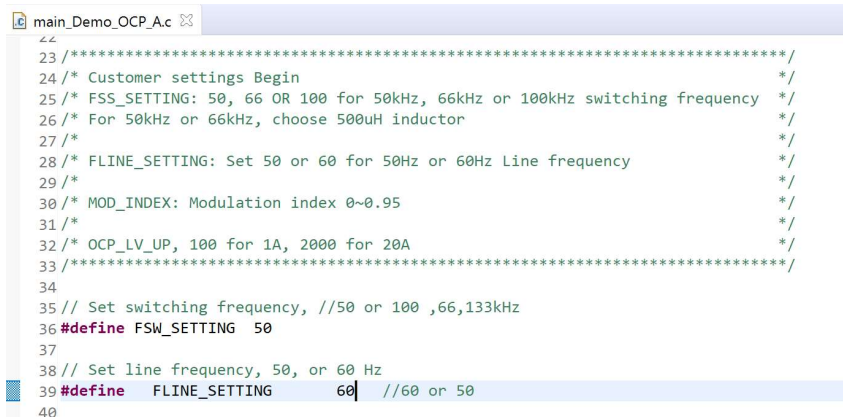 main_Demo_OCP_A.c
22
23 /******************************************************************************/
24 /* Customer settings Begin */
25 /* FSS_SETTING: 50, 66 OR 100 for 50kHz, 66kHz or 100kHz switching frequency */
26 /* For 50kHz or 66kHz, choose 500uH inductor */
27 /* */
28 /* FLINE_SETTING: Set 50 or 60 for 50Hz or 60Hz Line frequency */
29 /* */
30 /* MOD_INDEX: Modulation index 0~0.95 */
31 /* */
32 /* OCP_LV_UP, 100 for 1A, 2000 for 20A */
33 /******************************************************************************/
34
35 // Set switching frequency, //50 or 100 ,66,133kHz
36 #define FSW_SETTING 50
37
38 // Set line frequency, 50, or 60 Hz
39 #define FLINE_SETTING 60 //60 or 50
40